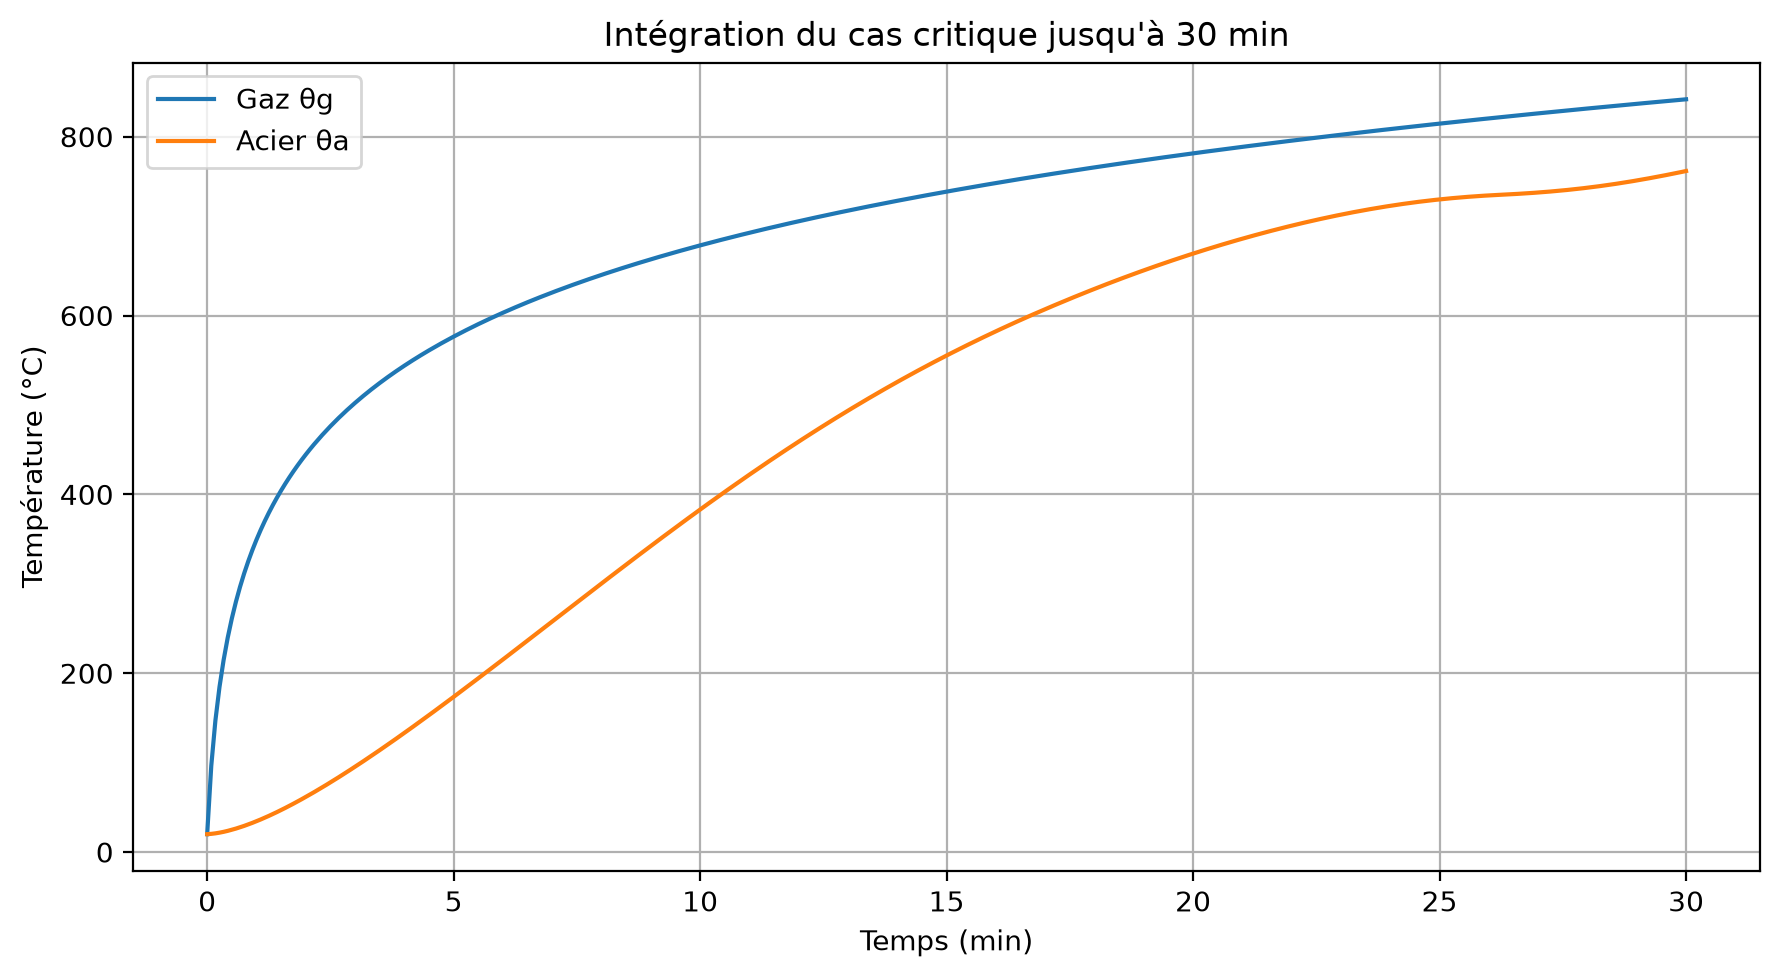 Intégration du cas critique jusqu'à 30 min
Gaz θg
Acier θa
Température (°C)
800
600
400
200
0
0 5 10 15 20 25 30
Temps (min)